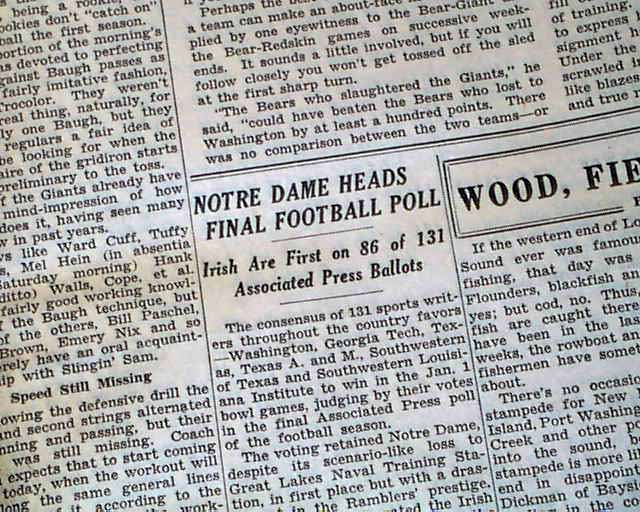 being a rookie
ookies don't "catch on"
ball the first season.
ortion of the morning's
as devoted to perfecting
gainst Baugh passes as
fairly imitative fashion,
rocolor. They weren't
real thing, naturally, for
ly one Baugh, but they
regulars a fair idea of
be looking for when the
aire of the gridiron starts
preliminary to the toss.
f the Giants already have
mind-impression of how
does it, having seen many
w in past years.
s like Ward Cuff, Tuffy
s, Mel Hein (in absentia
aturday morning) Hank
ditto) Walls, Cope, et al.
fairly good working knowl-
f the Baugh technique, but
of the others, Bill Paschel,
Brown, Emery Nix and so
erely have an oral acquaint-
ip with Slingin' Sam.
Speed Still Missing
owing the defensive drill the
nd second strings alternated
ning and passing, but their
was still missing. Coach
expects that to start coming
today, when the workout will
long the same general lines
of it according to the
work-
Perhaps the
a team can make an about-face
plied by one eyewitness to the Bear-Giant
the Bear-Redskin games on successive week-
ends. It sounds a little involved, but if you will
follow closely you won't get tossed off the sled
at the first sharp turn.
"The Bears who slaughtered the Giants," he
said, "could have beaten the Bears who lost to
Washington by at least a hundred points. There
was no comparison between the two teams—or
of training.
to express
signment
Under the
scrawled i
like blazes
and true
NOTRE DAME HEADS
FINAL FOOTBALL POLL
Irish Are First on 86 of 131
Associated Press Ballots
The consensus of 131 sports writ-
ers throughout the country favors
—Washington, Georgia Tech, Tex-
as, Texas A. and M., Southwestern
of Texas and Southwestern Louisi-
ana Institute to win in the Jan. 1
bowl games, judging by their votes
in the final Associated Press poll
of the football season.
The voting retained Notre Dame,
despite its scenario-like loss to
Great Lakes Naval Training Sta-
tion, in first place but with a dras-
in the Ramblers' prestige.
the Irish
WOOD, FIE
If the western end of Lo
Sound ever was famou
fishing, that day was
Flounders, blackfish an
yes; but cod, no. Thus,
fish are caught there
have been in the las
weeks, the rowboat an
fishermen have some
about.
There's no occasi
stampede for New
Island, Port Washing
Creek and other po
into the sound.
stampede is more li
end in disappoint
Dickman of Baysi